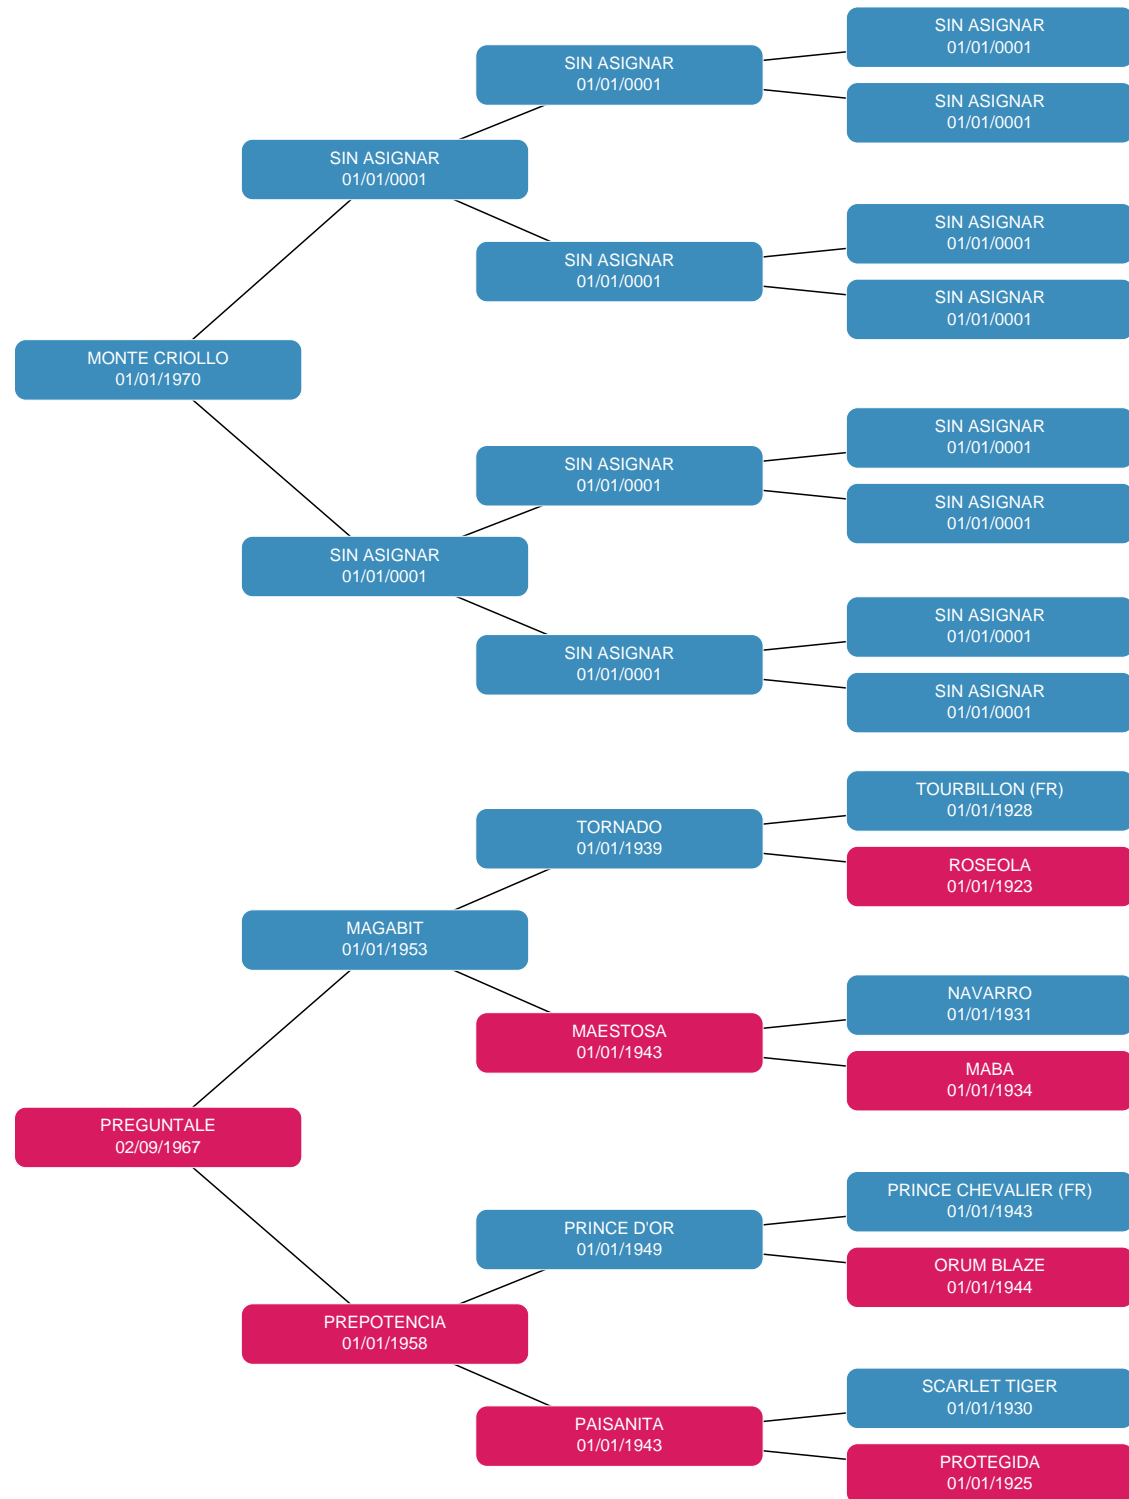 SIN ASIGNAR
01/01/0001
SIN ASIGNAR
01/01/0001
SIN ASIGNAR
01/01/0001
SIN ASIGNAR
01/01/0001
SIN ASIGNAR
01/01/0001
SIN ASIGNAR
01/01/0001
SIN ASIGNAR
01/01/0001
MONTE CRIOLLO
01/01/1970
SIN ASIGNAR
01/01/0001
SIN ASIGNAR
01/01/0001
SIN ASIGNAR
01/01/0001
SIN ASIGNAR
01/01/0001
SIN ASIGNAR
01/01/0001
SIN ASIGNAR
01/01/0001
SIN ASIGNAR
01/01/0001
TOURBILLON (FR)
01/01/1928
TORNADO
01/01/1939
ROSEOLA
01/01/1923
MAGABIT
01/01/1953
NAVARRO
01/01/1931
MAESTOSA
01/01/1943
MABA
01/01/1934
PREGUNTALE
02/09/1967
PRINCE CHEVALIER (FR)
01/01/1943
PRINCE D'OR
01/01/1949
ORUM BLAZE
01/01/1944
PREPOTENCIA
01/01/1958
SCARLET TIGER
01/01/1930
PAISANITA
01/01/1943
PROTEGIDA
01/01/1925